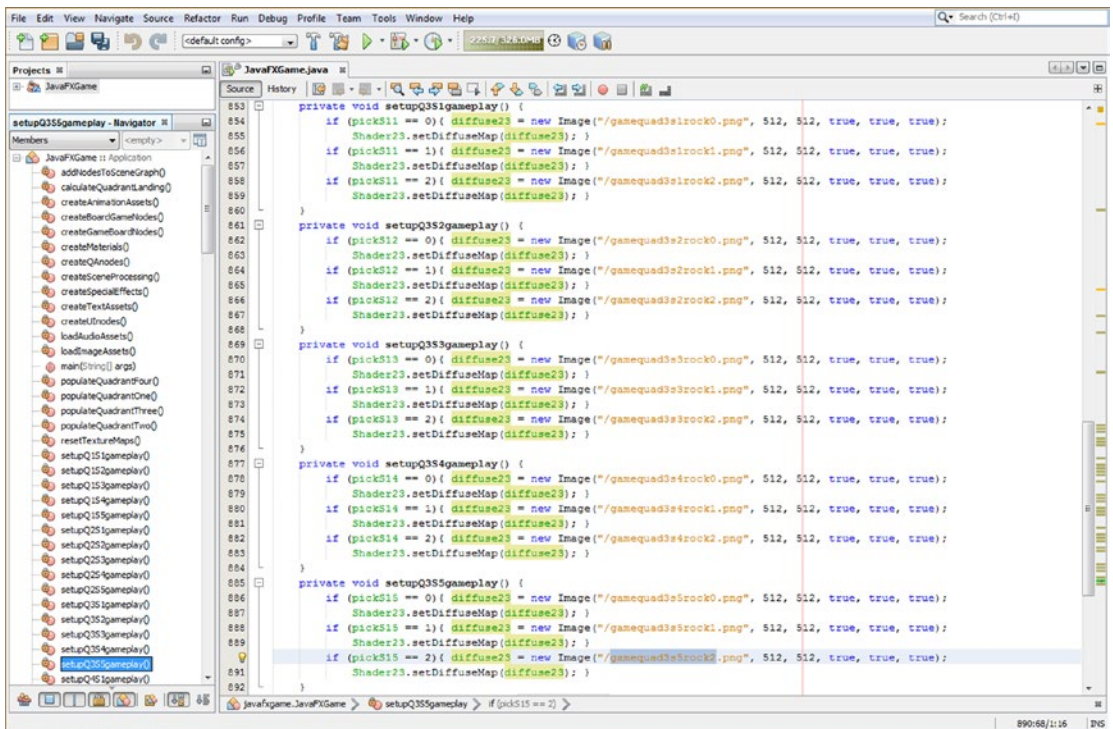 File Edit View Navigate Source Refactor Run Debug Profile Team Tools Window Help
Search (Ctrl+I)
<default config>
Projects
JavaFXGame
JavaFXGame.java
Source History
setupQ3S5gameplay - Navigator
Members <empty>
JavaFXGame :: Application
addNodesToSceneGraph()
calculateQuadrantLanding()
createAnimationAssets()
createBoardGameNodes()
createGameBoardNodes()
createMaterials()
createQAnodes()
createSceneProcessing()
createSpecialEffects()
createTextAssets()
createUInodes()
loadAudioAssets()
loadImageAssets()
main(String[] args)
populateQuadrantFour()
populateQuadrantOne()
populateQuadrantThree()
populateQuadrantTwo()
resetTextureMaps()
setupQ1S1gameplay()
setupQ1S2gameplay()
setupQ1S3gameplay()
setupQ1S4gameplay()
setupQ1S5gameplay()
setupQ2S1gameplay()
setupQ2S2gameplay()
setupQ2S3gameplay()
setupQ2S4gameplay()
setupQ2S5gameplay()
setupQ3S1gameplay()
setupQ3S2gameplay()
setupQ3S3gameplay()
setupQ3S4gameplay()
setupQ3S5gameplay()
setupQ4S1gameplay()
853 private void setupQ3S1gameplay() {
854 if (pickS11 == 0){ diffuse23 = new Image("/gamequad3s1rock0.png", 512, 512, true, true, true);
855 Shader23.setDiffuseMap(diffuse23); }
856 if (pickS11 == 1){ diffuse23 = new Image("/gamequad3s1rock1.png", 512, 512, true, true, true);
857 Shader23.setDiffuseMap(diffuse23); }
858 if (pickS11 == 2){ diffuse23 = new Image("/gamequad3s1rock2.png", 512, 512, true, true, true);
859 Shader23.setDiffuseMap(diffuse23); }
860 }
861 private void setupQ3S2gameplay() {
862 if (pickS12 == 0){ diffuse23 = new Image("/gamequad3s2rock0.png", 512, 512, true, true, true);
863 Shader23.setDiffuseMap(diffuse23); }
864 if (pickS12 == 1){ diffuse23 = new Image("/gamequad3s2rock1.png", 512, 512, true, true, true);
865 Shader23.setDiffuseMap(diffuse23); }
866 if (pickS12 == 2){ diffuse23 = new Image("/gamequad3s2rock2.png", 512, 512, true, true, true);
867 Shader23.setDiffuseMap(diffuse23); }
868 }
869 private void setupQ3S3gameplay() {
870 if (pickS13 == 0){ diffuse23 = new Image("/gamequad3s3rock0.png", 512, 512, true, true, true);
871 Shader23.setDiffuseMap(diffuse23); }
872 if (pickS13 == 1){ diffuse23 = new Image("/gamequad3s3rock1.png", 512, 512, true, true, true);
873 Shader23.setDiffuseMap(diffuse23); }
874 if (pickS13 == 2){ diffuse23 = new Image("/gamequad3s3rock2.png", 512, 512, true, true, true);
875 Shader23.setDiffuseMap(diffuse23); }
876 }
877 private void setupQ3S4gameplay() {
878 if (pickS14 == 0){ diffuse23 = new Image("/gamequad3s4rock0.png", 512, 512, true, true, true);
879 Shader23.setDiffuseMap(diffuse23); }
880 if (pickS14 == 1){ diffuse23 = new Image("/gamequad3s4rock1.png", 512, 512, true, true, true);
881 Shader23.setDiffuseMap(diffuse23); }
882 if (pickS14 == 2){ diffuse23 = new Image("/gamequad3s4rock2.png", 512, 512, true, true, true);
883 Shader23.setDiffuseMap(diffuse23); }
884 }
885 private void setupQ3S5gameplay() {
886 if (pickS15 == 0){ diffuse23 = new Image("/gamequad3s5rock0.png", 512, 512, true, true, true);
887 Shader23.setDiffuseMap(diffuse23); }
888 if (pickS15 == 1){ diffuse23 = new Image("/gamequad3s5rock1.png", 512, 512, true, true, true);
889 Shader23.setDiffuseMap(diffuse23); }
if (pickS15 == 2){ diffuse23 = new Image("/gamequad3s5rock2.png", 512, 512, true, true, true);
891 Shader23.setDiffuseMap(diffuse23); }
892 }
javafxgame.JavaFXGame setupQ3S5gameplay if (pickS15 == 2)
890:68/1:16 INS